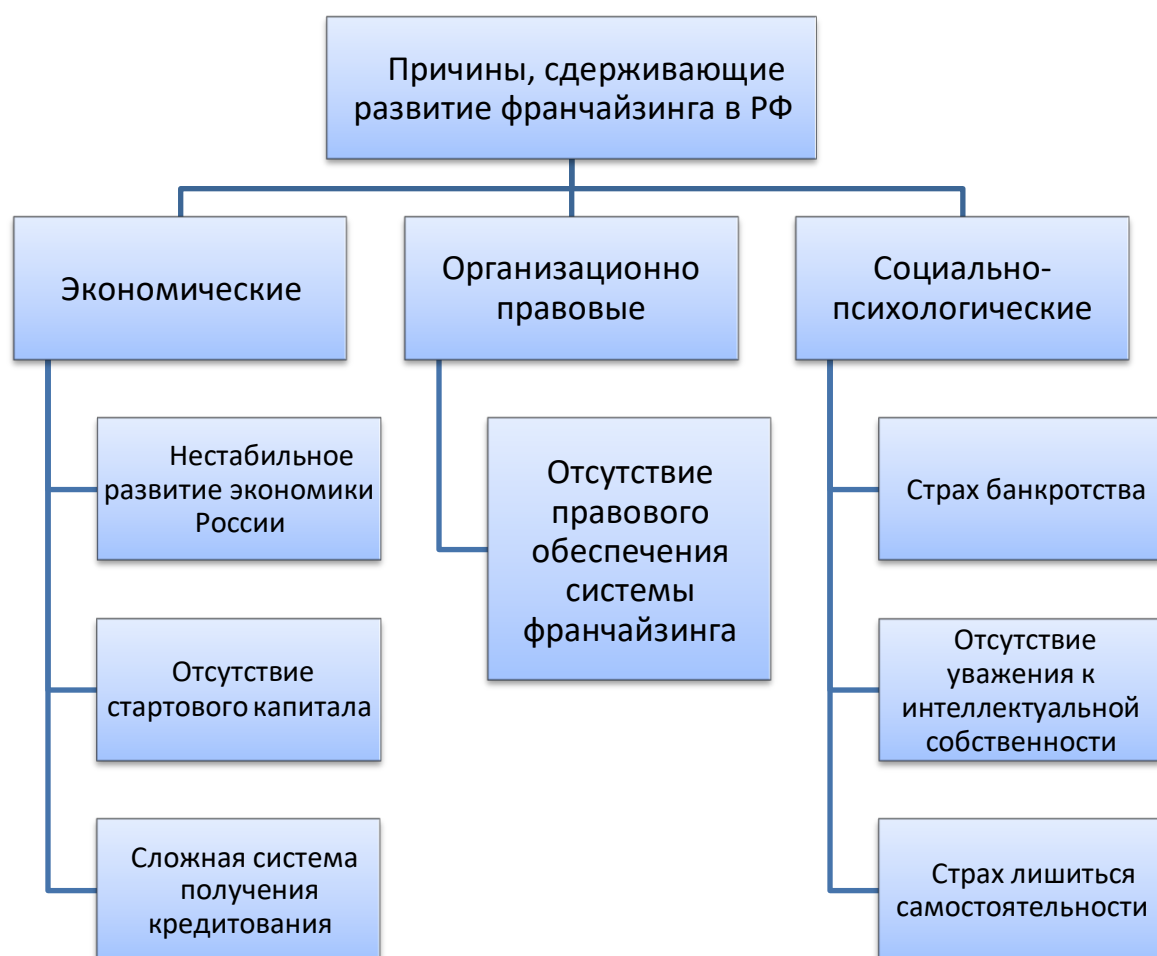 Причины, сдерживающие
развитие франчайзинга в РФ
Экономические
Организационно
правовые
Социально-
психологические
Нестабильное
развитие экономики
России
Отсутствие
стартового капитала
Сложная система
получения
кредитования
Отсутствие
правового
обеспечения
системы
франчайзинга
Страх банкротства
Отсутствие
уважения к
интеллектуальной
собственности
Страх лишиться
самостоятельности